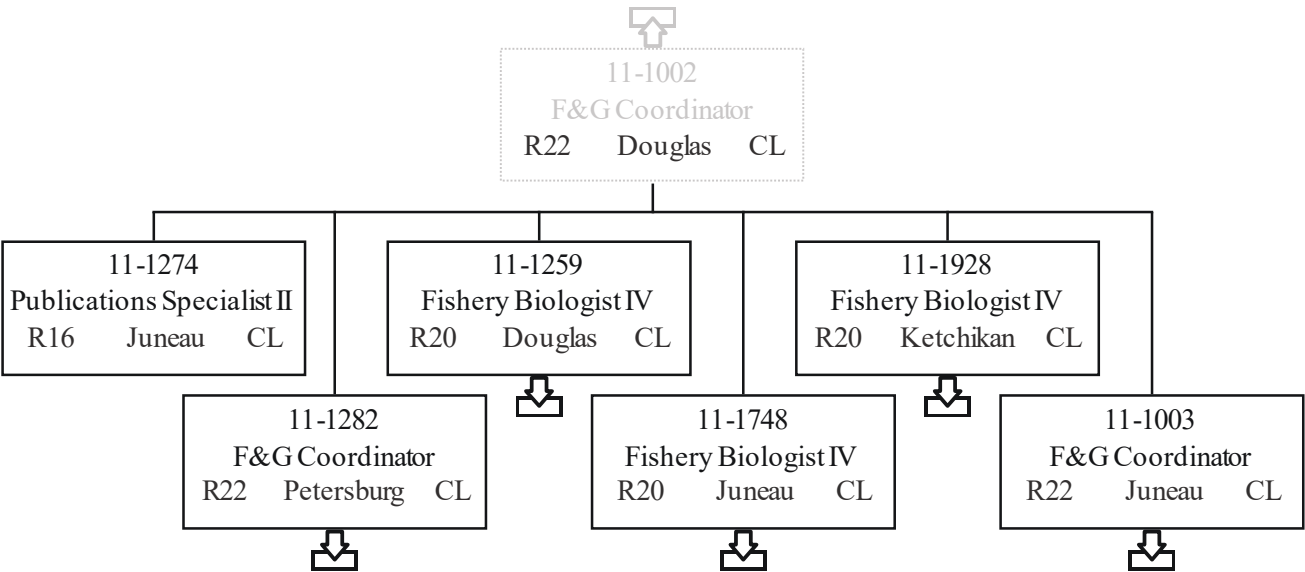 11-1002
F&G Coordinator
R22 Douglas CL
11-1274
Publications Specialist II
R16 Juneau CL
11-1259
Fishery Biologist IV
R20 Douglas CL
11-1928
Fishery Biologist IV
R20 Ketchikan CL
11-1282
F&G Coordinator
R22 Petersburg CL
11-1748
Fishery Biologist IV
R20 Juneau CL
11-1003
F&G Coordinator
R22 Juneau CL